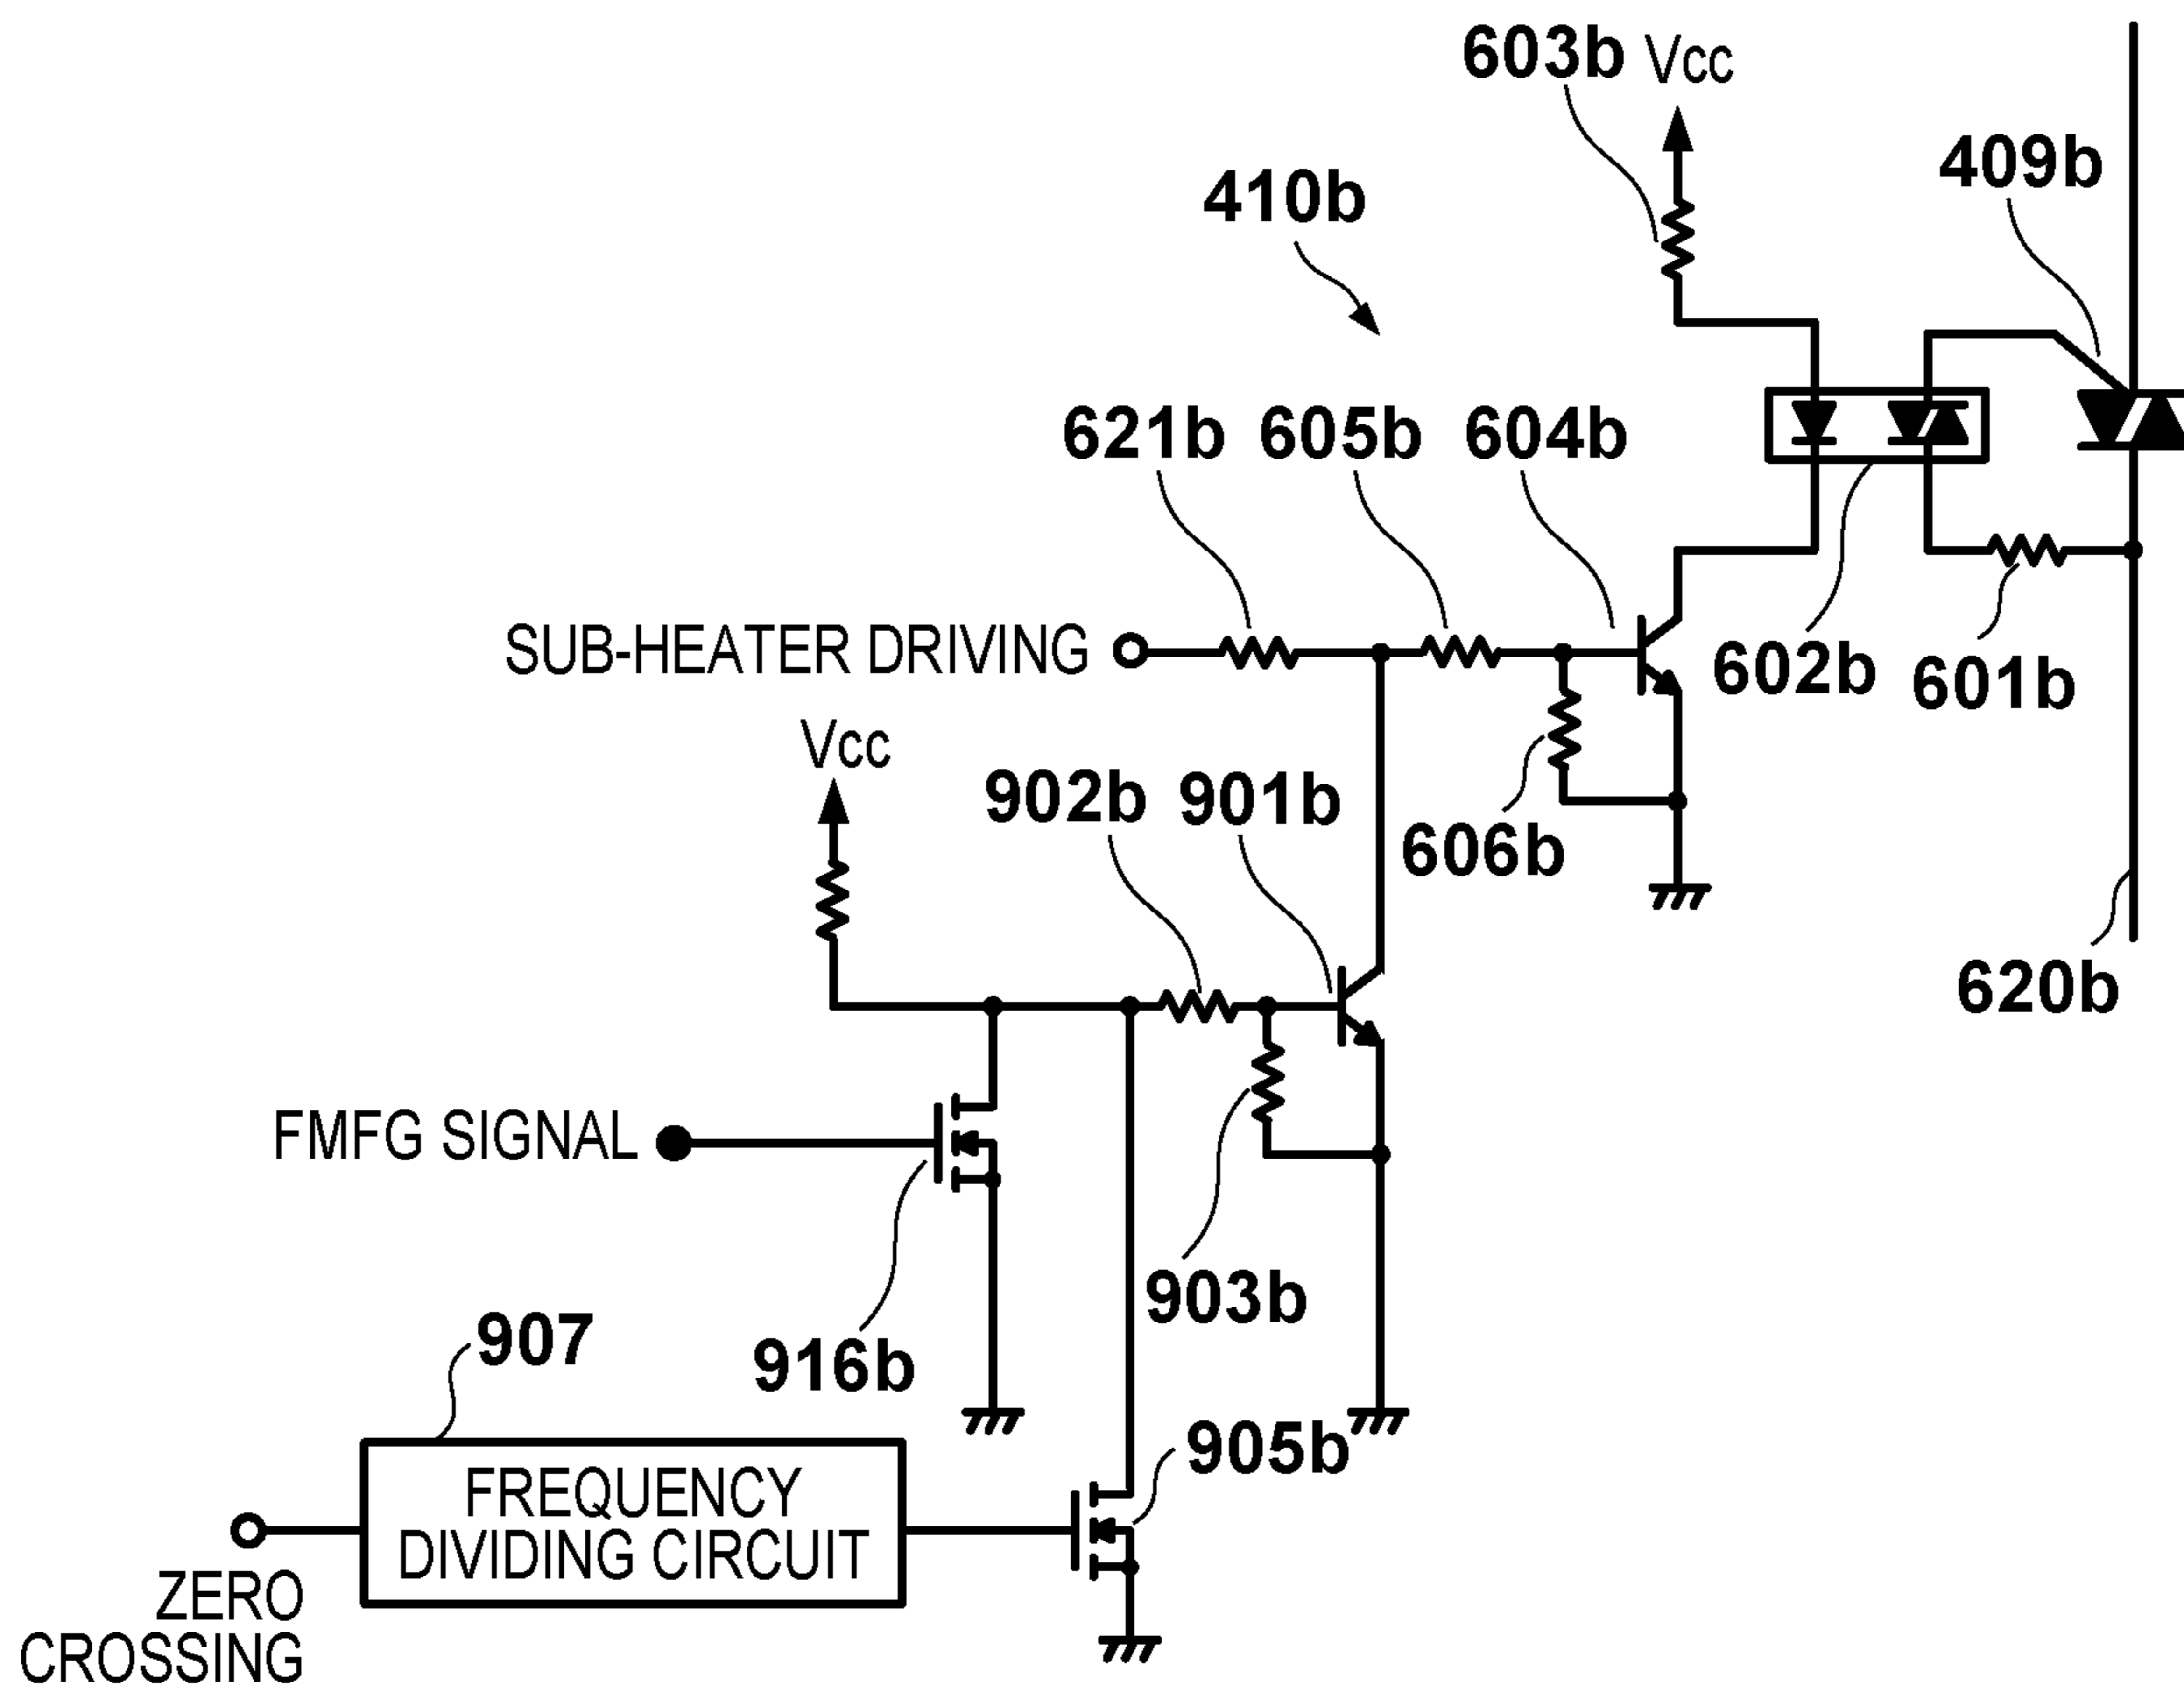 603b Vcc
409b
410b
621b 605b 604b
SUB-HEATER DRIVING
602b 601b
Vcc
902b 901b
606b
620b
FMFG SIGNAL
903b
907
916b
905b
FREQUENCY
DIVIDING CIRCUIT
ZERO
CROSSING